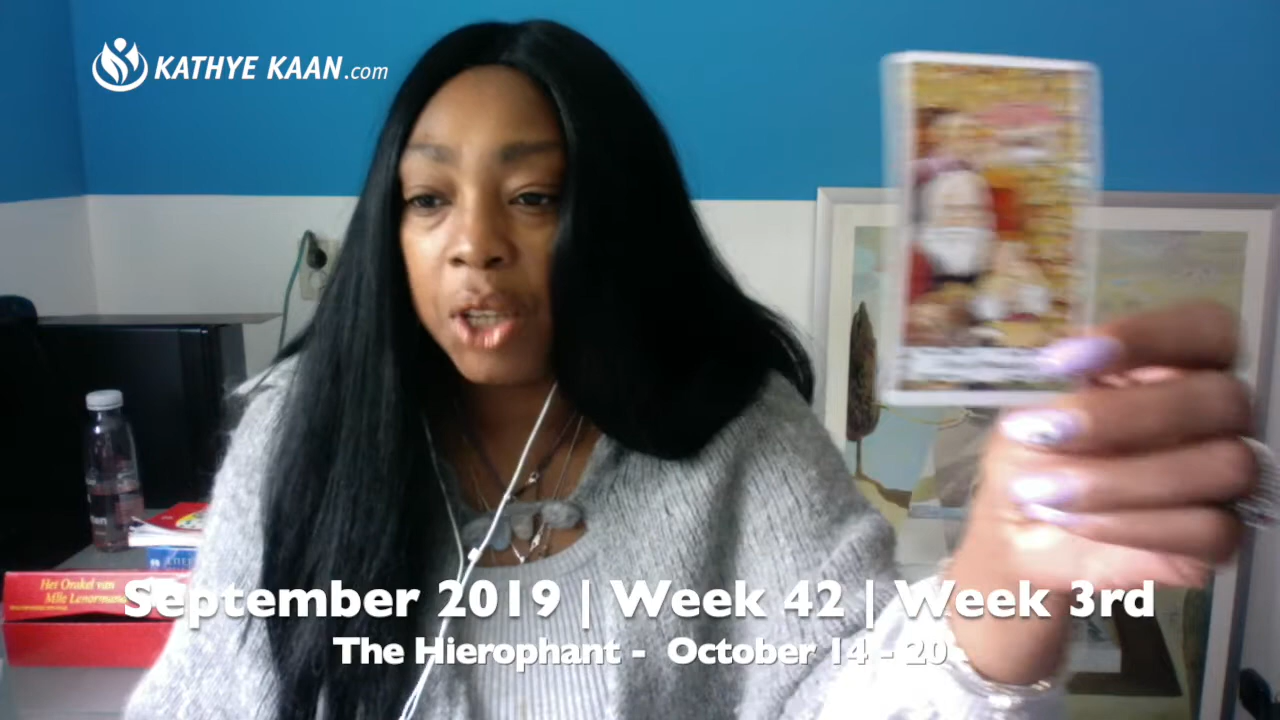 KATHYE KAAN.com
Het Orakel van
Mlle Lenormand
September 2019 | Week 42 | Week 3rd
The Hierophant - October 14 - 20